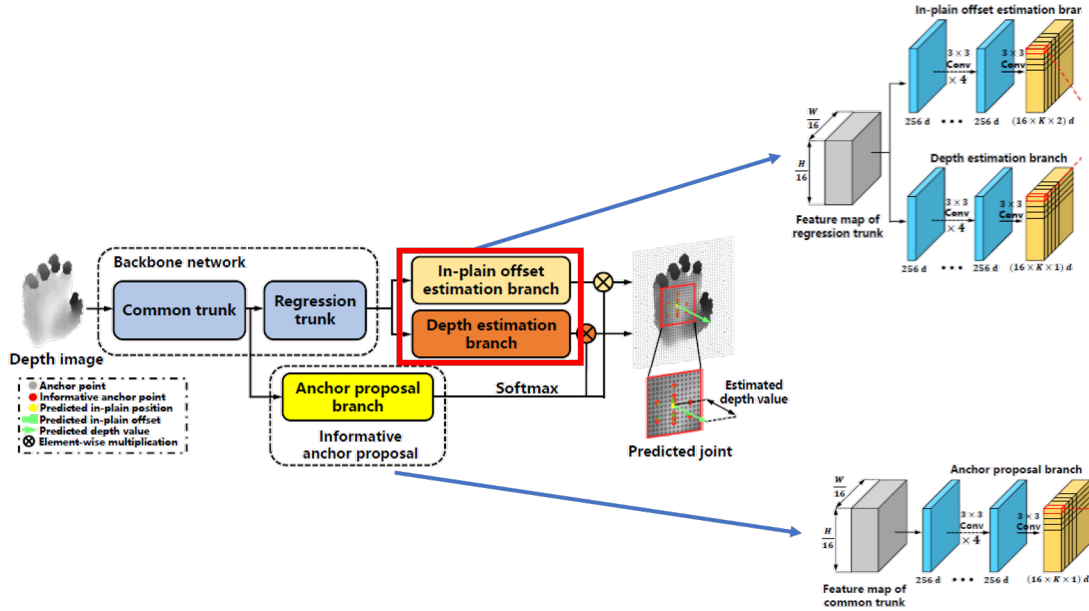 Backbone network
Common trunk
Regression
trunk
In-plain offset
estimation branch
Depth estimation
branch
Depth image
Anchor point
Informative anchor point
Predicted in-plain position
Predicted in-plain offset
Predicted depth value
Element-wise multiplication
Anchor proposal
branch
Softmax
Informative
anchor proposal
Estimated
depth value
Predicted joint
In-plain offset estimation bran
W/16
H/16
Feature map of
regression trunk
3 × 3
Conv
× 4
3 × 3
Conv
256 d ••• 256 d (16 × K × 2) d
Depth estimation branch
3 × 3
Conv
× 4
3 × 3
Conv
256 d ••• 256 d (16 × K × 1) d
Anchor proposal branch
W/16
H/16
Feature map of
common trunk
3 × 3
Conv
× 4
3 × 3
Conv
256 d ••• 256 d (16 × K × 1) d